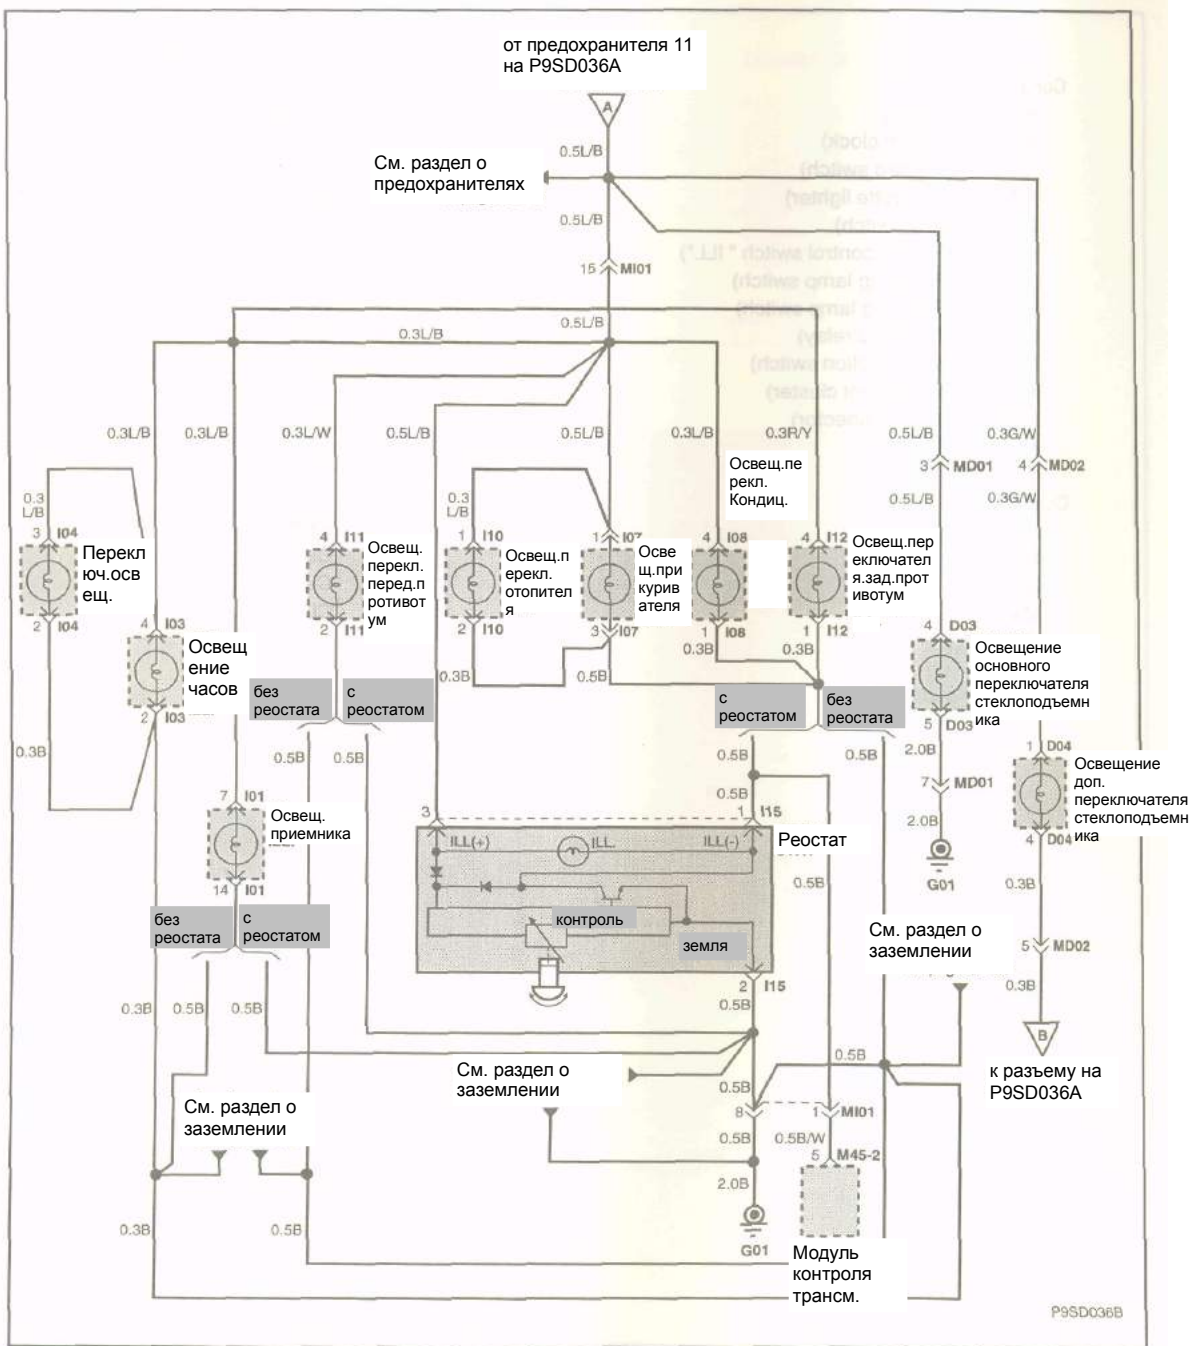 от предохранителя 11
на P9SD036A
A
0.5L/B
См. раздел о
предохранителях
0.5L/B
15 MI01
0.5L/B
0.3L/B
0.3L/B
0.3L/B
0.3L/W
0.5L/B
0.5L/B
0.3L/B
0.3R/Y
0.5L/B
0.3G/W
3 MD01
4 MD02
0.5L/B
0.3G/W
Освещ.пе
рекл.
Кондиц.
0.3
L/B
0.3
L/B
3 I04
4 I11
1 I10
1 I07
4 I08
4 I12
Перекл
юч.осв
ещ.
Освещ.
перекл.
перед.п
ротивот
ум
Освещ.п
ерекл.
отопител
я
Осве
щ.при
курив
ателя
Освещ.пер
еключател
я.зад.прот
ивотум
2 I04
4 I03
2 I11
2 I10
3 I07
1 I08
1 I12
4 D03
0.3B
0.3B
Освещ
ение
часов
Освещение
основного
переключателя
стеклоподъемн
ика
0.3B
0.5B
без
реостата
с
реостатом
с
реостатом
без
реостата
2 I03
5 D03
0.3B
0.5B
0.5B
0.5B
0.5B
2.0B
1 D04
7 MD01
Освещение
доп.
переключателя
стеклоподъемн
ика
7 I01
0.5B
Освещ.
приемника
3
1 I15
2.0B
4 D04
ILL(+)
ILL.
ILL(-)
Реостат
14 I01
0.5B
G01
0.3B
без
реостата
с
реостатом
контроль
земля
См. раздел о
заземлении
5 MD02
0.3B
2 I15
0.3B
0.5B
0.5B
0.5B
B
0.5B
См. раздел о
заземлении
к разъему на
P9SD036A
0.5B
См. раздел о
заземлении
8
1 MI01
0.5B
0.5B/W
5 M45-2
2.0B
0.3B
0.5B
G01
Модуль
контроля
трансм.
P9SD036B